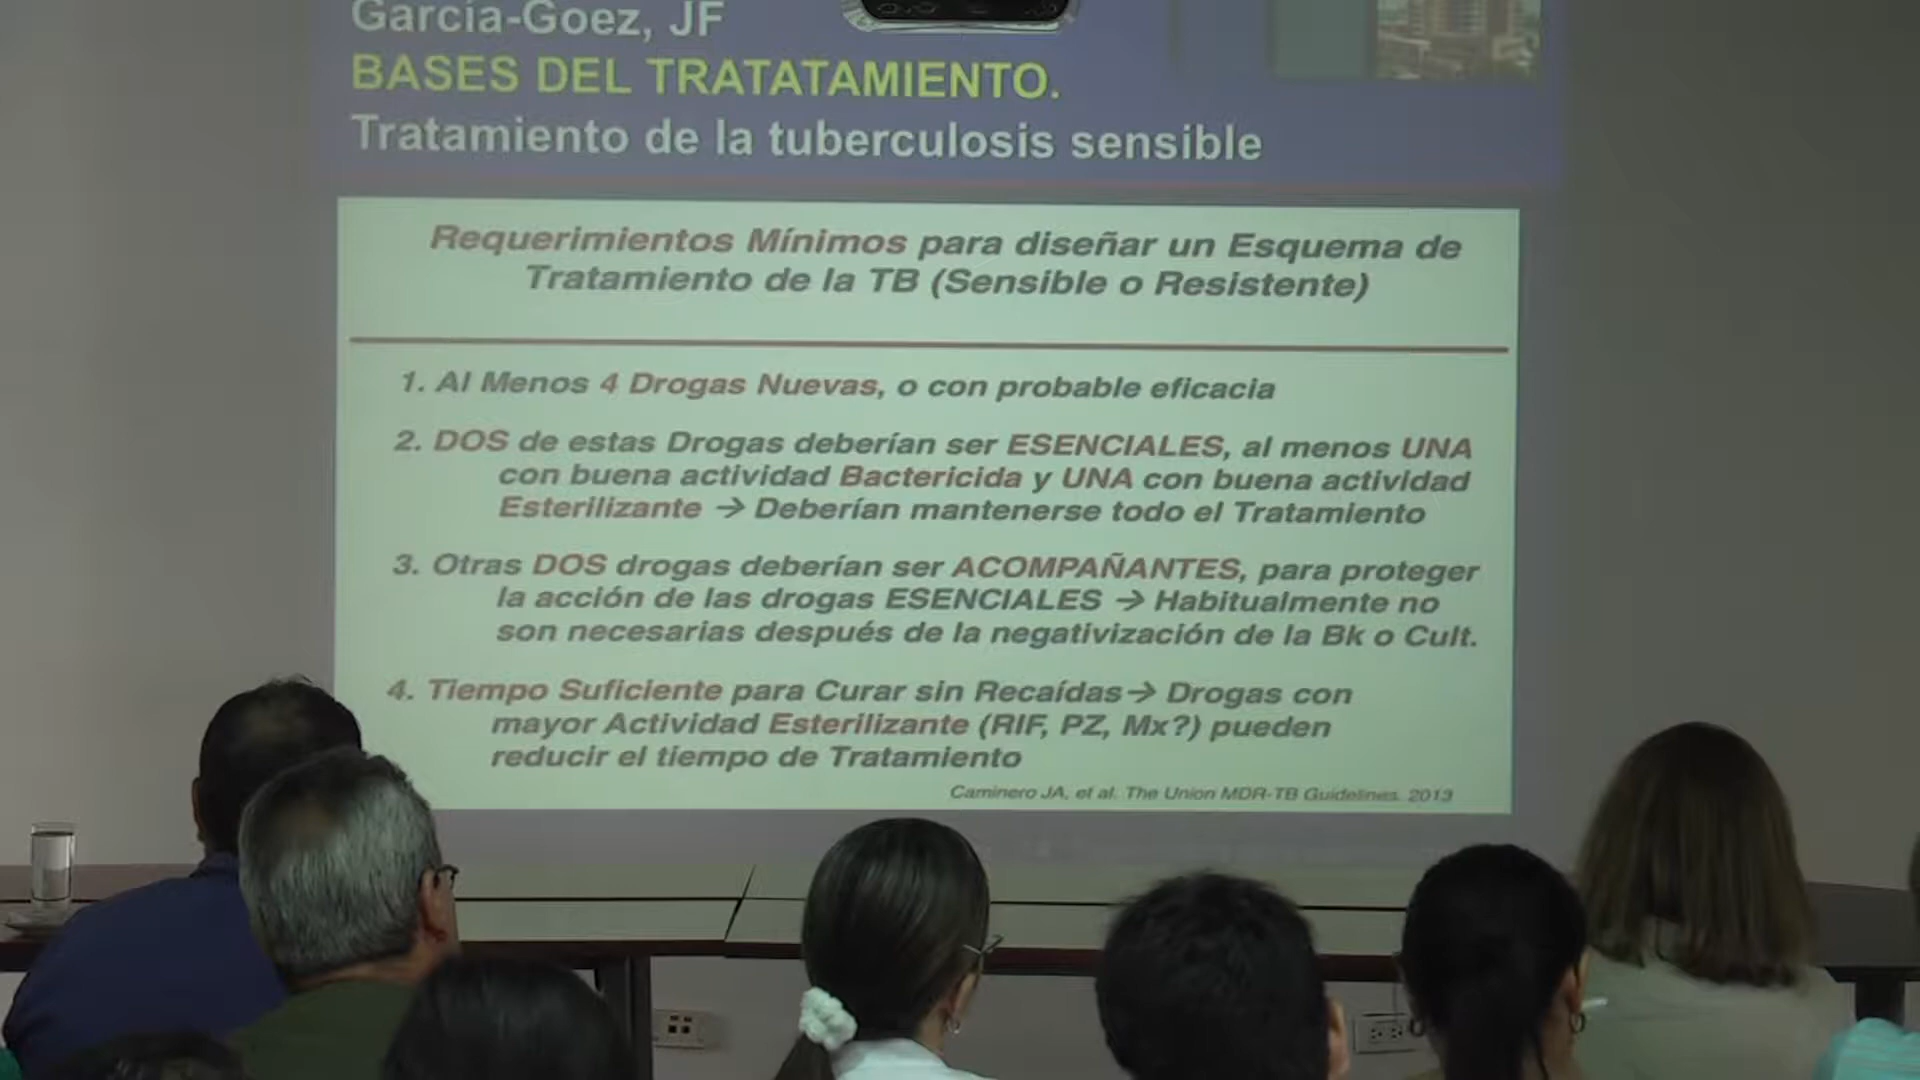 García-Goez, JF
BASES DEL TRATATAMIENTO.
Tratamiento de la tuberculosis sensible
Requerimientos Mínimos para diseñar un Esquema de
Tratamiento de la TB (Sensible o Resistente)
1. Al Menos 4 Drogas Nuevas, o con probable eficacia
2. DOS de estas Drogas deberían ser ESENCIALES, al menos UNA
con buena actividad Bactericida y UNA con buena actividad
Esterilizante → Deberían mantenerse todo el Tratamiento
3. Otras DOS drogas deberían ser ACOMPAÑANTES, para proteger
la acción de las drogas ESENCIALES → Habitualmente no
son necesarias después de la negativización de la Bk o Cult.
4. Tiempo Suficiente para Curar sin Recaídas→ Drogas con
mayor Actividad Esterilizante (RIF, PZ, Mx?) pueden
reducir el tiempo de Tratamiento
Caminero JA, et al. The Union MDR-TB Guidelines. 2013